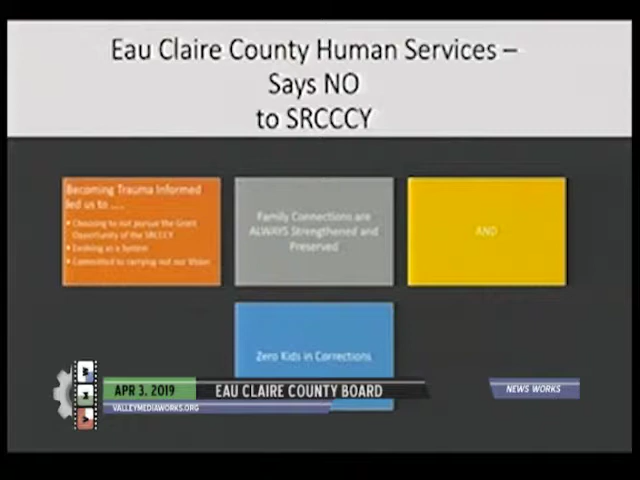 Eau Claire County Human Services –
Says NO
to SRCCCY
Becoming Trauma Informed
led us to ....
• Choosing to not pursue the Grant
Opportunity of the SRCCCY
• Evolving as a System
• Committed to carrying out our Vision
Family Connections are
ALWAYS Strengthened and
Preserved
AND
Zero Kids in Corrections
APR 3, 2019
EAU CLAIRE COUNTY BOARD
NEWS WORKS
VALLEYMEDIAWORKS.ORG